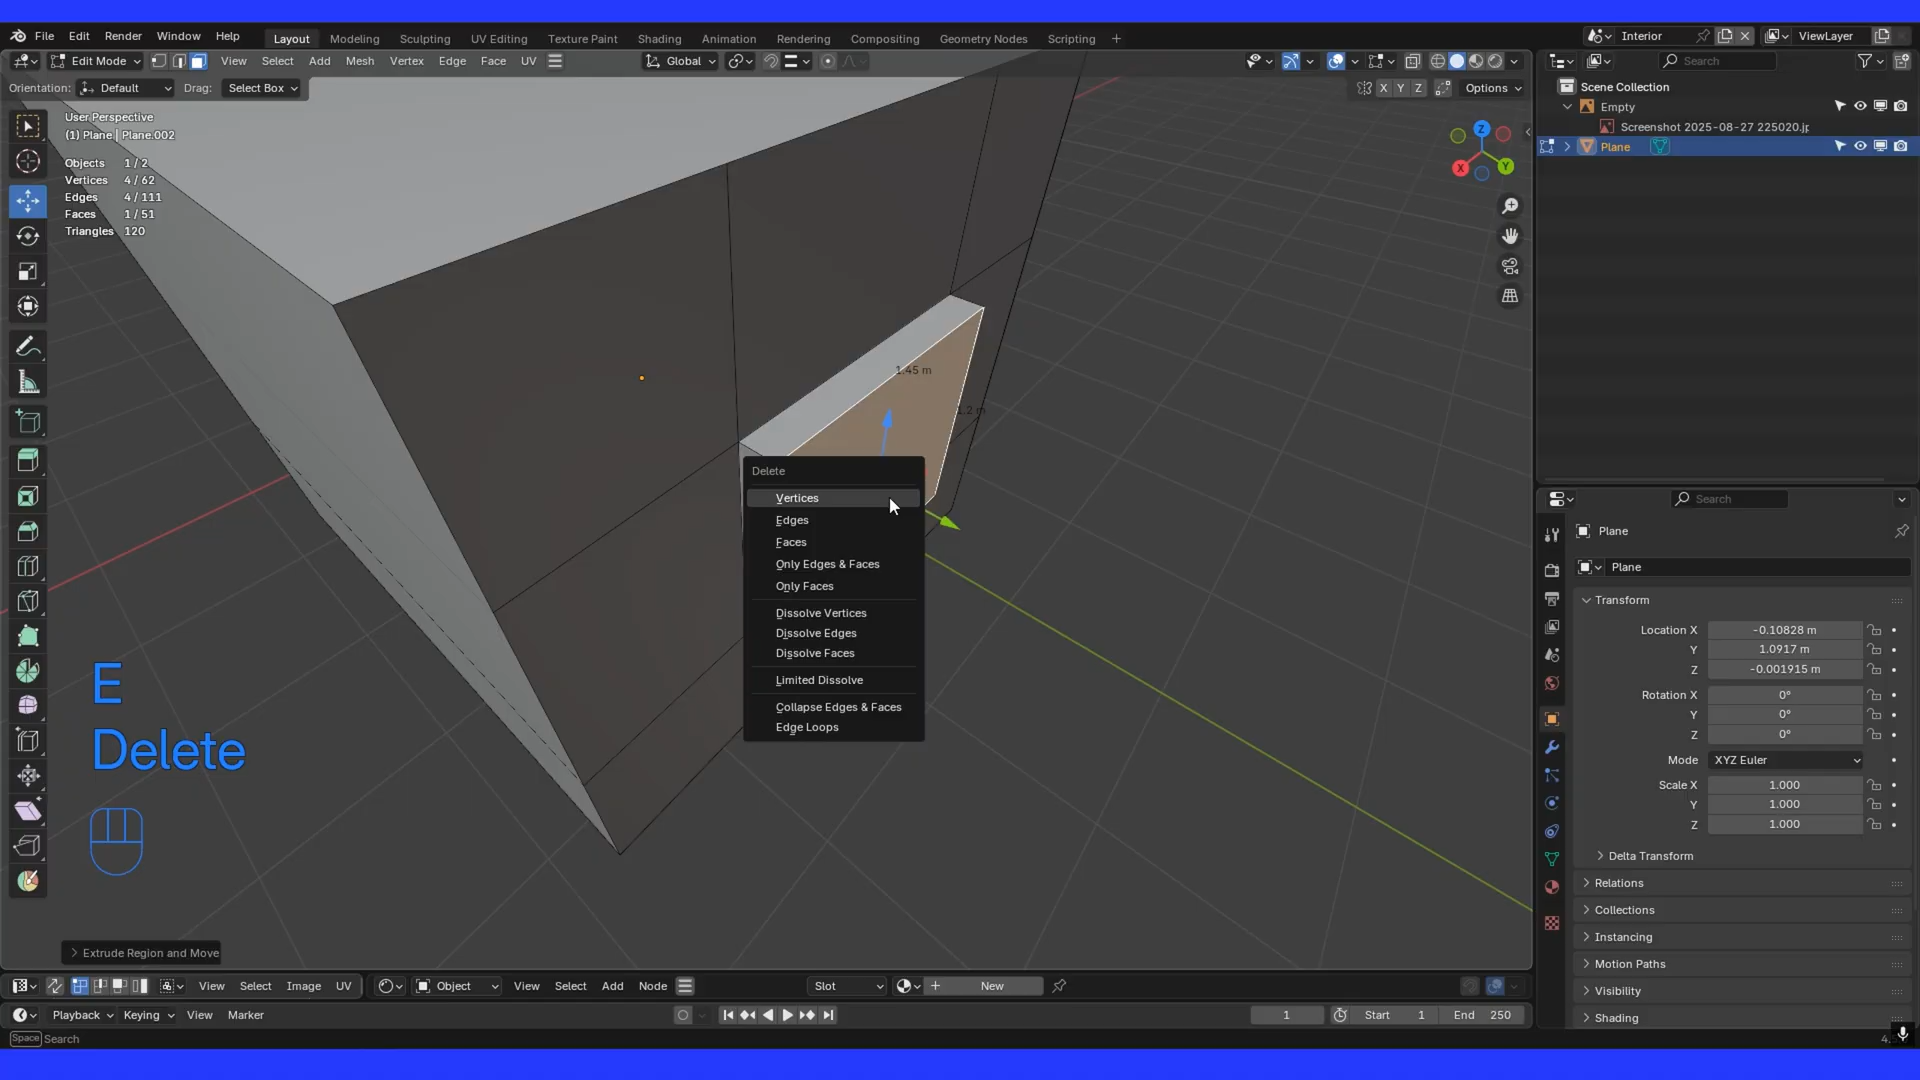 File Edit Render Window Help Layout Modeling Sculpting UV Editing Texture Paint Shading Animation Rendering Compositing Geometry Nodes Scripting + Interior ViewLayer
Edit Mode View Select Add Mesh Vertex Edge Face UV Global Search
Orientation: Default Drag: Select Box X Y Z Options
Scene Collection
Empty
Screenshot 2025-08-27 225020.jp
Plane
User Perspective
(1) Plane | Plane.002
Objects 1 / 2
Vertices 4 / 62
Edges 4 / 111
Faces 1 / 51
Triangles 120
Z
X
Y
1.45 m
1.2 m
Delete
Vertices
Edges
Faces
Only Edges & Faces
Only Faces
Dissolve Vertices
Dissolve Edges
Dissolve Faces
Limited Dissolve
Collapse Edges & Faces
Edge Loops
E
Delete
Extrude Region and Move
Search
Plane
Plane
Transform
Location X -0.10828 m
Y 1.0917 m
Z -0.001915 m
Rotation X 0°
Y 0°
Z 0°
Mode XYZ Euler
Scale X 1.000
Y 1.000
Z 1.000
Delta Transform
Relations
Collections
Instancing
Motion Paths
Visibility
Shading
View Select Image UV Object View Select Add Node Slot + New
Playback Keying View Marker 1 Start 1 End 250
Space Search